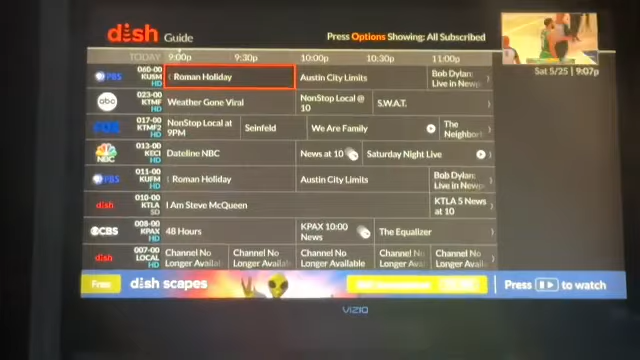 dish Guide
Press Options Showing: All Subscribed
TODAY 9:00p 9:30p 10:00p 10:30p 11:00p
Sat 5/25 9:07p
PBS 060-00 KUSM HD Roman Holiday Austin City Limits Bob Dylan: Live in Newp
abc 023-00 KTMF HD Weather Gone Viral NonStop Local @ 10 S.W.A.T.
017-00 KTMF2 HD NonStop Local at 9PM Seinfeld We Are Family The Neighbor
NBC 013-00 KECI HD Dateline NBC News at 10 Saturday Night Live
PBS 011-00 KUFM HD Roman Holiday Austin City Limits Bob Dylan: Live in Newp
dish 010-00 KTLA SD I Am Steve McQueen KTLA 5 News at 10
CBS 008-00 KPAX HD 48 Hours KPAX 10:00 News The Equalizer
dish 007-00 LOCAL HD Channel No Longer Availal Channel No Longer Availa Channel No Longer Available Channel No Longer Ava Channel No Longer Availal
Free dish scapes Press to watch
VIZIO